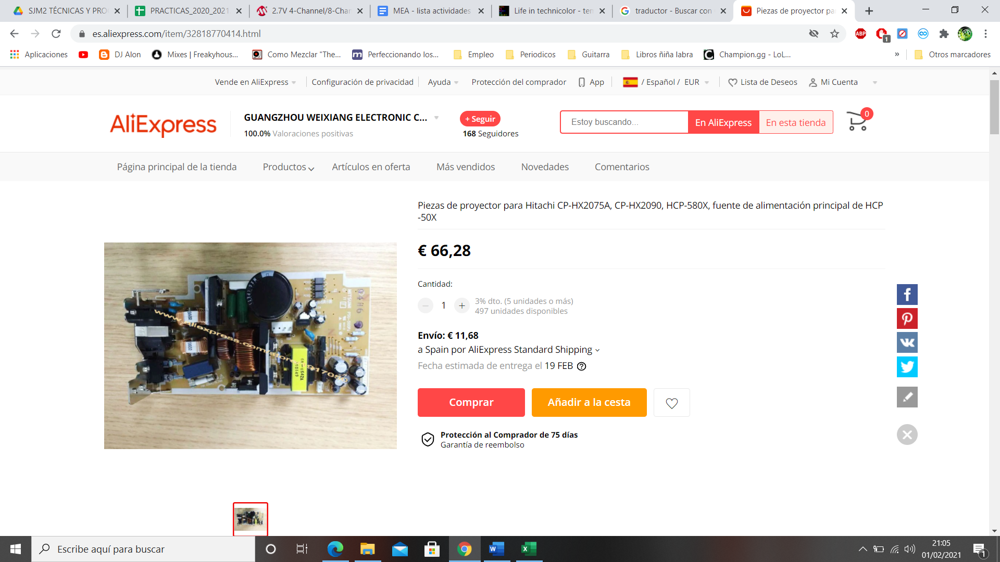 SJM2 TÉCNICAS Y PRO
PRACTICAS_2020_2021
2.7V 4-Channel/8-Chan
MEA - lista actividades
Life in technicolor - ten
traductor - Buscar con
Piezas de proyector pa
es.aliexpress.com/item/32818770414.html
ABP
1
Aplicaciones
DJ Alon
Mixes | Freakyhous...
Como Mezclar "The...
Perfeccionando los...
Empleo
Periodicos
Guitarra
Libros ñiña labra
Champion.gg - LoL...
»
Otros marcadores
Vende en AliExpress
Configuración de privacidad
Ayuda
Protección del comprador
App
/ Español / EUR
Lista de Deseos
Mi Cuenta
AliExpress
GUANGZHOU WEIXIANG ELECTRONIC C...
100.0% Valoraciones positivas
+ Seguir
168 Seguidores
Estoy buscando...
En AliExpress
En esta tienda
0
Página principal de la tienda
Productos
Artículos en oferta
Más vendidos
Novedades
Comentarios
Piezas de proyector para Hitachi CP-HX2075A, CP-HX2090, HCP-580X, fuente de alimentación principal de HCP
-50X
€ 66,28
Cantidad:
1
3% dto. (5 unidades o más)
497 unidades disponibles
Envío: € 11,68
a Spain por AliExpress Standard Shipping
Fecha estimada de entrega el 19 FEB
Comprar
Añadir a la cesta
Protección al Comprador de 75 días
Garantía de reembolso
MITSUMI
Escribe aquí para buscar
21:05
01/02/2021
1